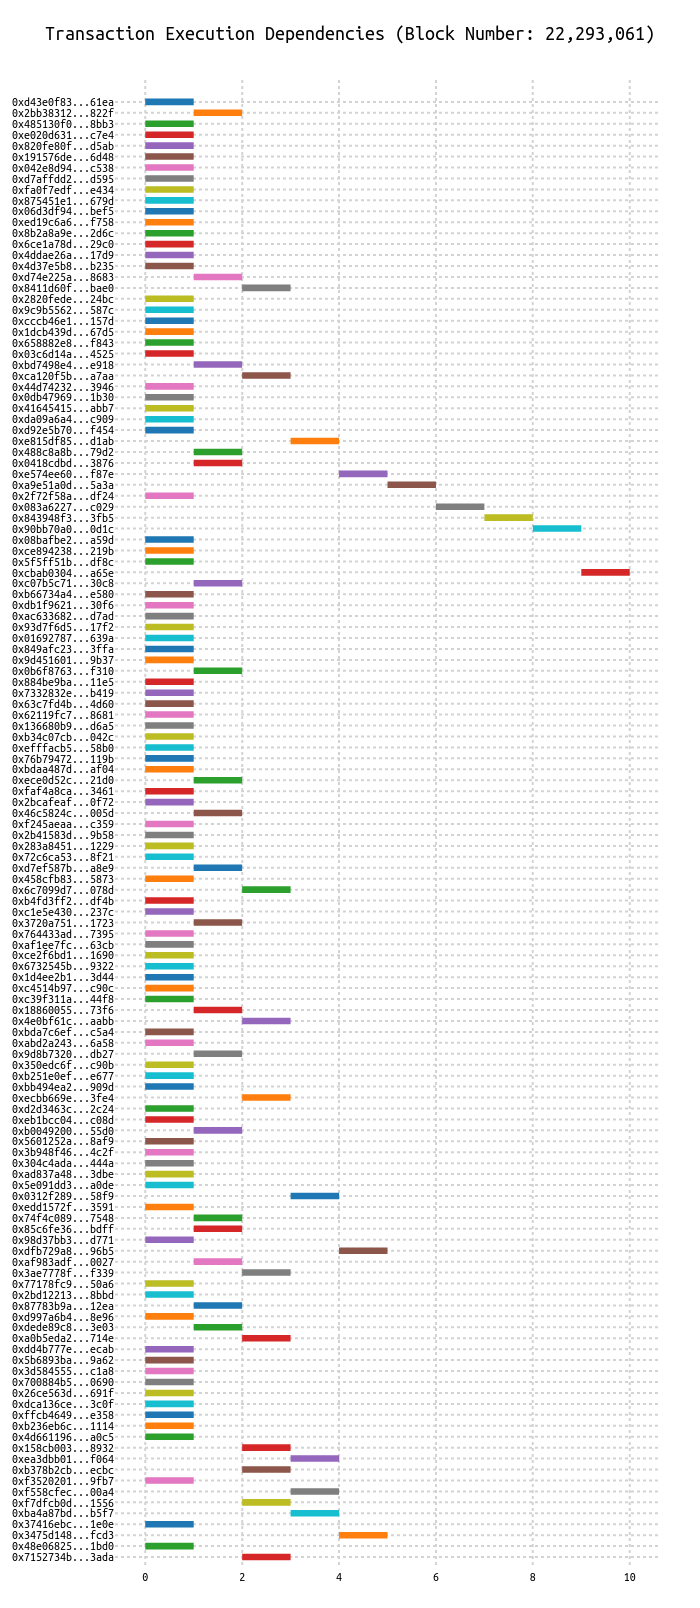 Transaction Execution Dependencies (Block Number: 22,293,061)
0xd43e0f83...61ea
0x2bb38312...822f
0x485130f0...8bb3
0xe020d631...c7e4
0x820fe80f...d5ab
0x191576de...6d48
0x042e8d94...c538
0xd7affdd2...d595
0xfa0f7edf...e434
0x875451e1...679d
0x06d3df94...bef5
0xed19c6a6...f758
0x8b2a8a9e...2d6c
0x6ce1a78d...29c0
0x4ddae26a...17d9
0x4d37e5b8...b235
0xd74e225a...8683
0x8411d60f...bae0
0x2820fede...24bc
0x9c9b5562...587c
0xcccb46e1...157d
0x1dcb439d...67d5
0x658882e8...f843
0x03c6d14a...4525
0xbd7498e4...e918
0xca120f5b...a7aa
0x44d74232...3946
0x0db47969...1b30
0x41645415...abb7
0xda09a6a4...c909
0xd92e5b70...f454
0xe815df85...d1ab
0x488c8a8b...79d2
0x0418cdbd...3876
0xe574ee60...f87e
0xa9e51a0d...5a3a
0x2f72f58a...df24
0x083a6227...c029
0x843948f3...3fb5
0x90bb70a0...0d1c
0x08bafbe2...a59d
0xce894238...219b
0x5f5ff51b...df8c
0xcbab0304...a65e
0xc07b5c71...30c8
0xb66734a4...e580
0xdb1f9621...30f6
0xac633682...d7ad
0x93d7f6d5...17f2
0x01692787...639a
0x849afc23...3ffa
0x9d451601...9b37
0x0b6f8763...f310
0x884be9ba...11e5
0x7332832e...b419
0x63c7fd4b...4d60
0x62119fc7...8681
0x136680b9...d6a5
0xb34c07cb...042c
0xefffacb5...58b0
0x76b79472...119b
0xbdaa487d...af04
0xece0d52c...21d0
0xfaf4a8ca...3461
0x2bcafeaf...0f72
0x46c5824c...005d
0xf245aeaa...c359
0x2b41583d...9b58
0x283a8451...1229
0x72c6ca53...8f21
0xd7ef587b...a8e9
0x458cfb83...5873
0x6c7099d7...078d
0xb4fd3ff2...df4b
0xc1e5e430...237c
0x3720a751...1723
0x764433ad...7395
0xaf1ee7fc...63cb
0xce2f6bd1...1690
0x6732545b...9322
0x1d4ee2b1...3d44
0xc4514b97...c90c
0xc39f311a...44f8
0x18860055...73f6
0x4e0bf61c...aabb
0xbda7c6ef...c5a4
0xabd2a243...6a58
0x9d8b7320...db27
0x350edc6f...c90b
0xb251e0ef...e677
0xbb494ea2...909d
0xecbb669e...3fe4
0xd2d3463c...2c24
0xeb1bcc04...c08d
0xb0049200...55d0
0x5601252a...8af9
0x3b948f46...4c2f
0x304c4ada...444a
0xad837a48...3dbe
0x5e091dd3...a0de
0x0312f289...58f9
0xedd1572f...3591
0x74f4c089...7548
0x85c6fe36...bdff
0x98d37bb3...d771
0xdfb729a8...96b5
0xaf983adf...0027
0x3ae7778f...f339
0x77178fc9...50a6
0x2bd12213...8bbd
0x87783b9a...12ea
0xd997a6b4...8e96
0xdede89c8...3e03
0xa0b5eda2...714e
0xdd4b777e...ecab
0x5b6893ba...9a62
0x3d584555...c1a8
0x700884b5...0690
0x26ce563d...691f
0xdca136ce...3c0f
0xffcb4649...e358
0xb236eb6c...1114
0x4d661196...a0c5
0x158cb003...8932
0xea3dbb01...f064
0xb378b2cb...ecbc
0xf3520201...9fb7
0xf558cfec...00a4
0xf7dfcb0d...1556
0xba4a87bd...b5f7
0x37416ebc...1e0e
0x3475d148...fcd3
0x48e06825...1bd0
0x7152734b...3ada
0 2 4 6 8 10